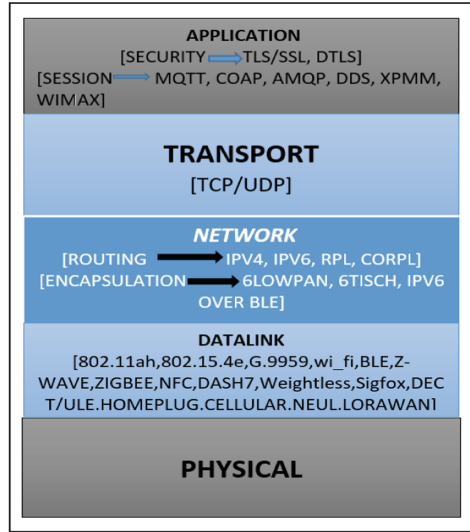 APPLICATION
[SECURITY TLS/SSL, DTLS]
[SESSION MQTT, COAP, AMQP, DDS, XPMM,
WIMAX]
TRANSPORT
[TCP/UDP]
NETWORK
[ROUTING IPV4, IPV6, RPL, CORPL]
[ENCAPSULATION 6LOWPAN, 6TISCH, IPV6
OVER BLE]
DATALINK
[802.11ah,802.15.4e,G.9959,wi_fi,BLE,Z-
WAVE,ZIGBEE,NFC,DASH7,Weightless,Sigfox,DEC
T/ULE.HOMEPLUG.CELLULAR.NEUL.LORAWAN]
PHYSICAL